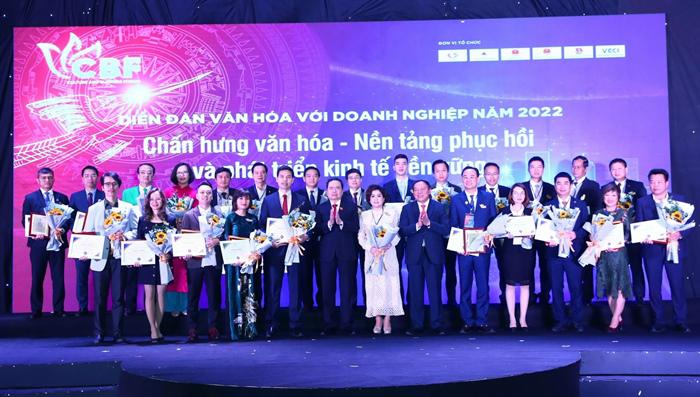 CBF
ĐƠN VỊ TỔ CHỨC
VECI
DIỄN ĐÀN VĂN HÓA VỚI DOANH NGHIỆP NĂM 2022
Chấn hưng văn hóa - Nền tảng phục hồi
và phát triển kinh tế bền vững